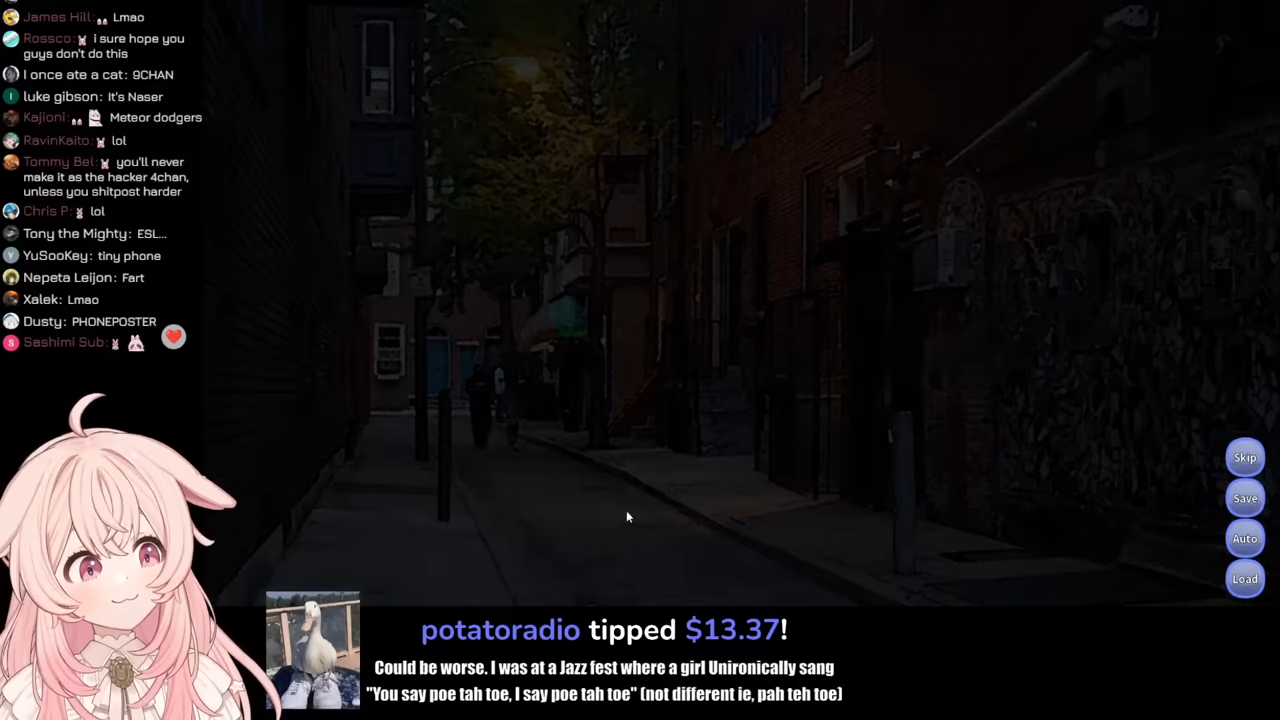 James Hill: Lmao
Rossco: i sure hope you
guys don't do this
I once ate a cat: 9CHAN
luke gibson: It's Naser
Kajioni: Meteor dodgers
RavinKaito: lol
Tommy Bel: you'll never
make it as the hacker 4chan,
unless you shitpost harder
Chris P: lol
Tony the Mighty: ESL...
YuSooKey: tiny phone
Nepeta Leijon: Fart
Xalek: Lmao
Dusty: PHONEPOSTER
Sashimi Sub:
Skip
Save
Auto
Load
potatoradio tipped $13.37!
Could be worse. I was at a Jazz fest where a girl Unironically sang
"You say poe tah toe, I say poe tah toe" (not different ie, pah teh toe)